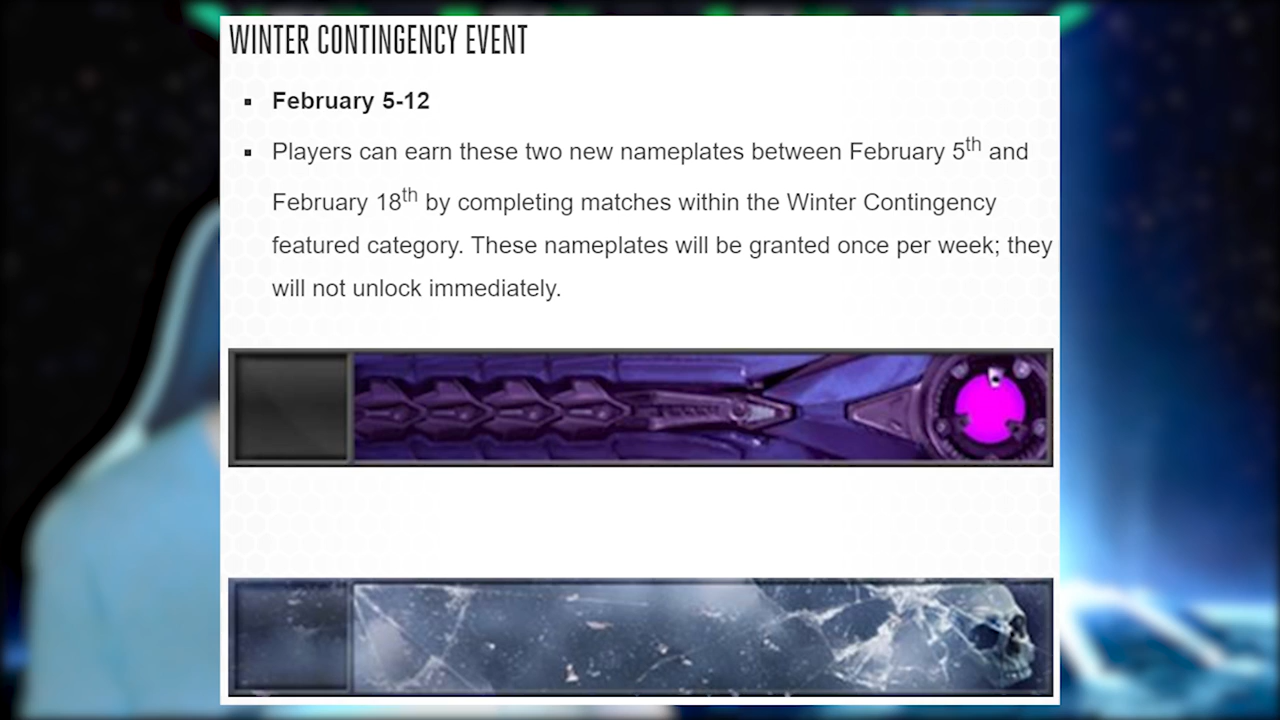 WINTER CONTINGENCY EVENT
▪ February 5-12
▪ Players can earn these two new nameplates between February 5th and
February 18th by completing matches within the Winter Contingency
featured category. These nameplates will be granted once per week; they
will not unlock immediately.